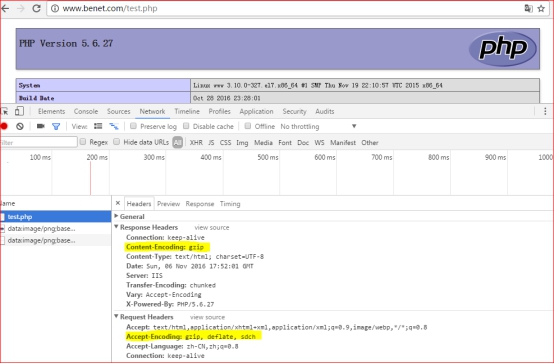 www.benet.com/test.php
PHP Version 5.6.27
php
System Linux www 3.10.0-327.el7.x86_64 #1 SMP Thu Nov 19 22:10:57 UTC 2015 x86_64
Build Date Oct 28 2016 23:28:01
Elements Console Sources Network Timeline Profiles Application Security Audits
View: Preserve log Disable cache Offline No throttling
Filter Regex Hide data URLs All XHR JS CSS Img Media Font Doc WS Manifest Other
100 ms 200 ms 300 ms 400 ms 500 ms 600 ms 700 ms 800 ms 900 ms 1000
Name × Headers Preview Response Timing
test.php
data:image/png;base...
data:image/png;base...
General
Response Headers view source
Connection: keep-alive
Content-Encoding: gzip
Content-Type: text/html; charset=UTF-8
Date: Sun, 06 Nov 2016 17:52:01 GMT
Server: IIS
Transfer-Encoding: chunked
Vary: Accept-Encoding
X-Powered-By: PHP/5.6.27
Request Headers view source
Accept: text/html,application/xhtml+xml,application/xml;q=0.9,image/webp,*/*;q=0.8
Accept-Encoding: gzip, deflate, sdch
Accept-Language: zh-CN,zh;q=0.8
Connection: keep-alive